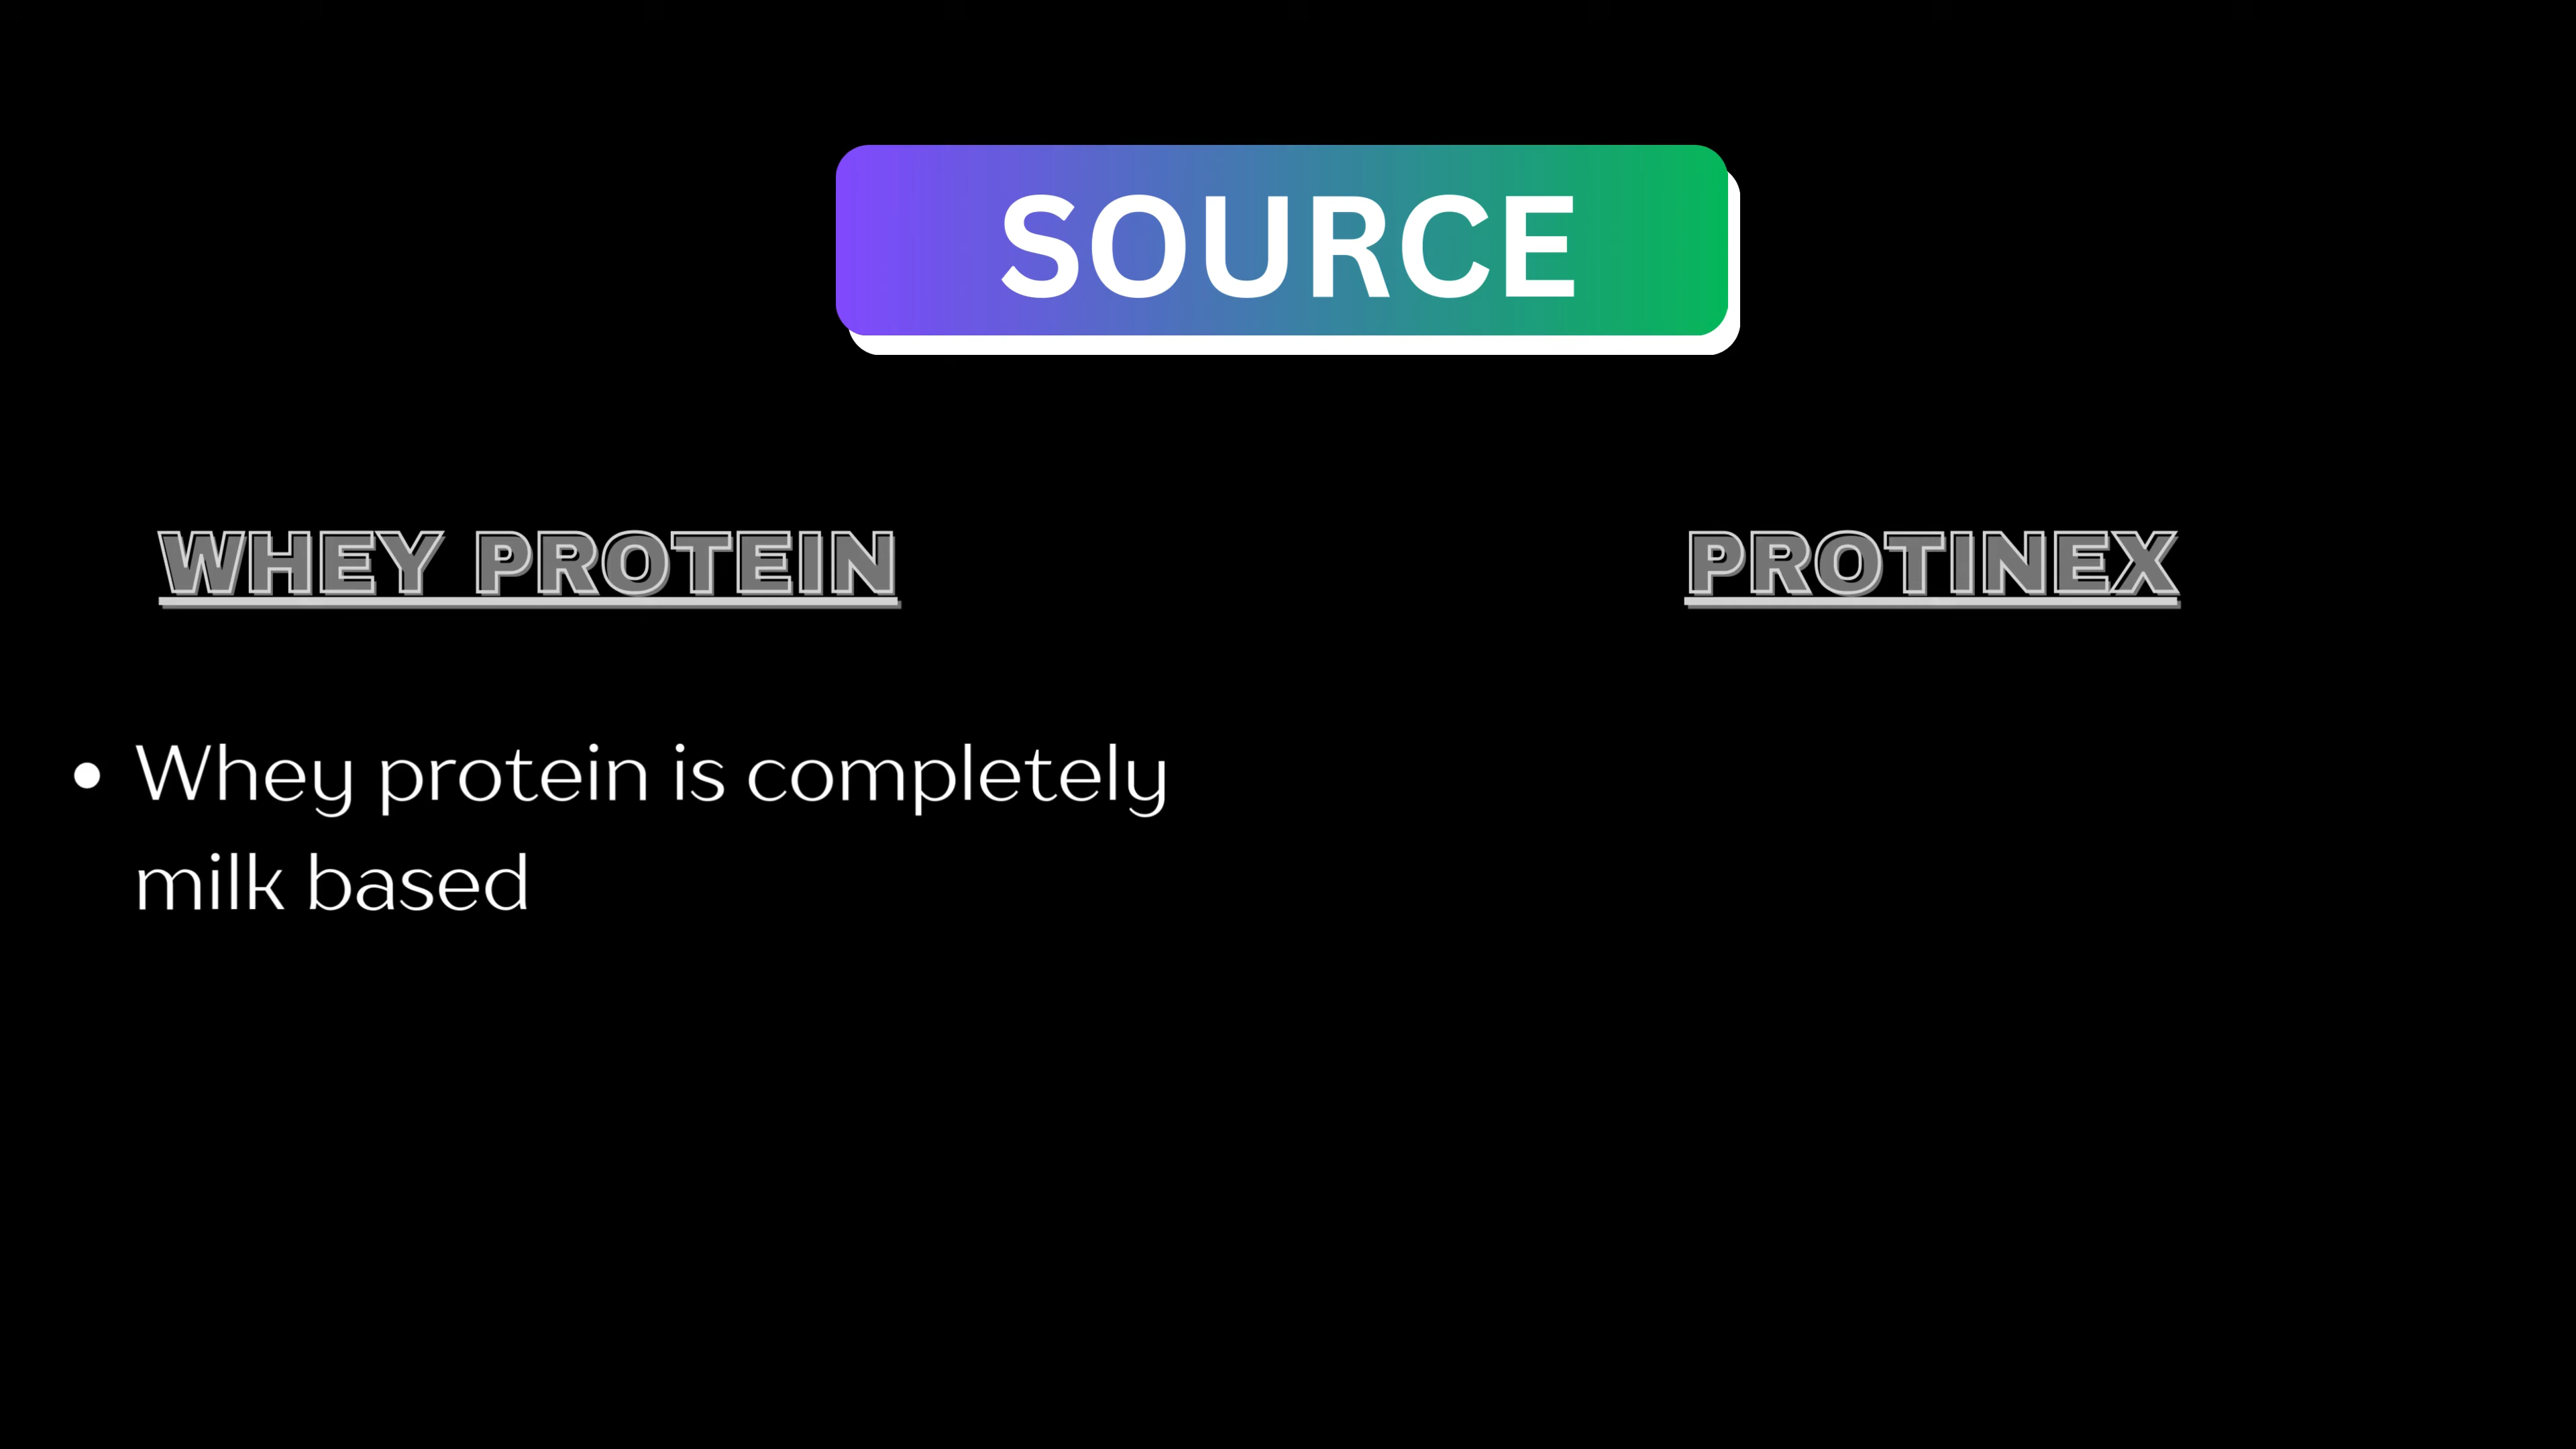 SOURCE
WHEY PROTEIN
PROTINEX
• Whey protein is completely
milk based